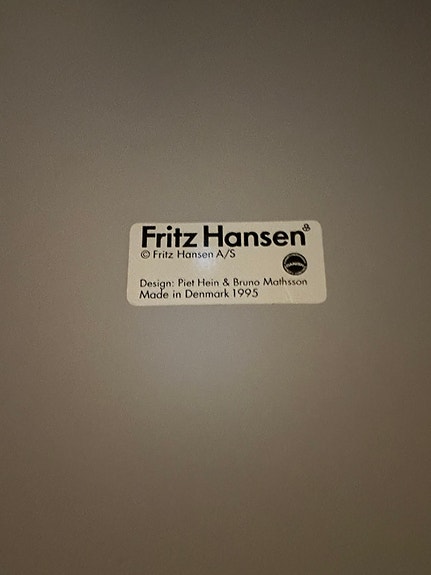 Fritz Hansen
© Fritz Hansen A/S
Design: Piet Hein & Bruno Mathsson
Made in Denmark 1995